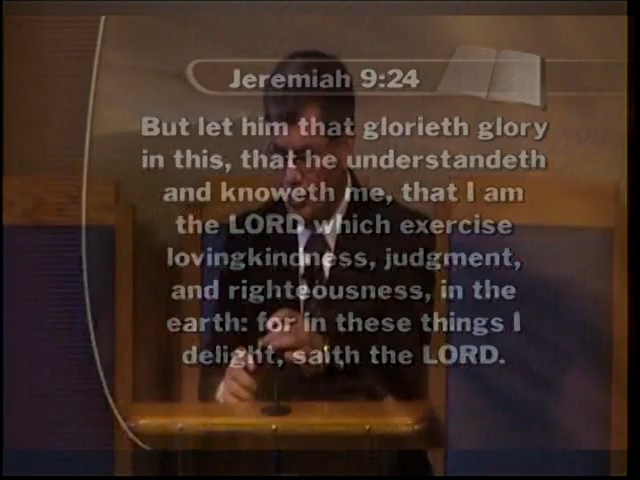 Jeremiah 9:24
But let him that glorieth glory
in this, that he understandeth
and knoweth me, that I am
the LORD which exercise
lovingkindness, judgment,
and righteousness, in the
earth: for in these things I
delight, saith the LORD.